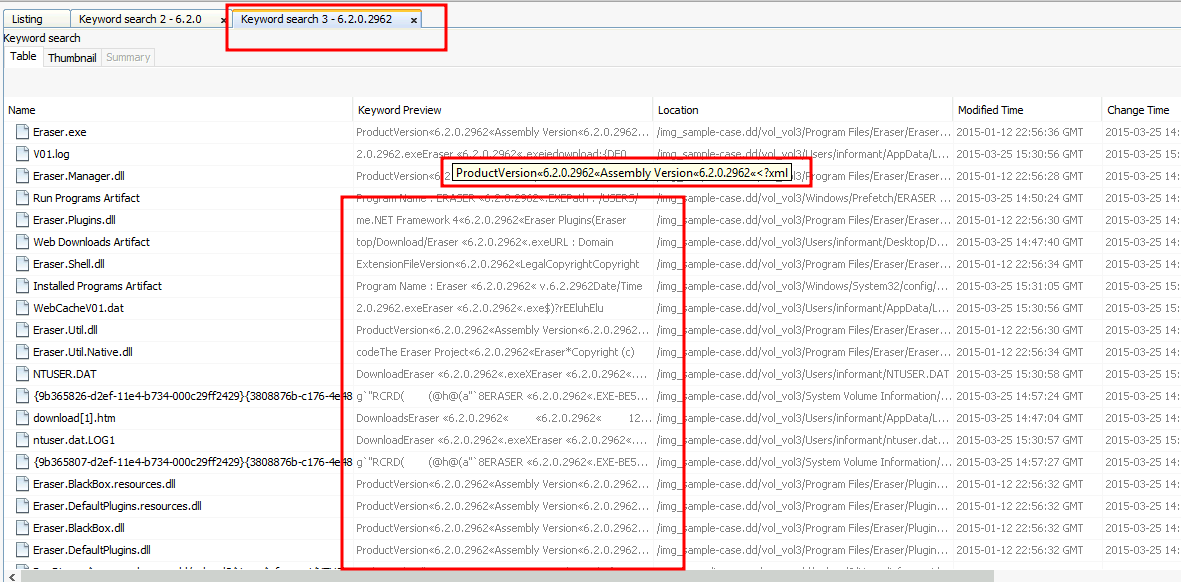 Listing Keyword search 2 - 6.2.0 × Keyword search 3 - 6.2.0.2962 ×
Keyword search
Table Thumbnail Summary
Name Keyword Preview Location Modified Time Change Time
Eraser.exe ProductVersion«6.2.0.2962«Assembly Version«6.2.0.2962... /img_sample-case.dd/vol_vol3/Program Files/Eraser/Eraser... 2015-01-12 22:56:36 GMT 2015-03-25 14:
V01.log 2.0.2962.exeEraser «6.2.0.2962«.exeiedownload:{DF0 /img_sample-case.dd/vol_vol3/Users/informant/AppData/L... 2015-03-25 15:30:56 GMT 2015-03-25 14:
ProductVersion«6.2.0.2962«Assembly Version«6.2.0.2962«<?xml
Eraser.Manager.dll /img_sample-case.dd/vol_vol3/Program Files/Eraser/Eraser... 2015-01-12 22:56:28 GMT 2015-03-25 14:
Run Programs Artifact Program Name : ERASER «6.2.0.2962«.EXEPath : /USERS/ /img_sample-case.dd/vol_vol3/Windows/Prefetch/ERASER ... 2015-03-25 14:50:24 GMT 2015-03-25 14:
Eraser.Plugins.dll me.NET Framework 4«6.2.0.2962«Eraser Plugins(Eraser /img_sample-case.dd/vol_vol3/Program Files/Eraser/Eraser... 2015-01-12 22:56:30 GMT 2015-03-25 14:
Web Downloads Artifact top/Download/Eraser «6.2.0.2962«.exeURL : Domain /img_sample-case.dd/vol_vol3/Users/informant/Desktop/D... 2015-03-25 14:47:40 GMT 2015-03-25 14:
Eraser.Shell.dll ExtensionFileVersion«6.2.0.2962«LegalCopyrightCopyright /img_sample-case.dd/vol_vol3/Program Files/Eraser/Eraser... 2015-01-12 22:56:34 GMT 2015-03-25 14:
Installed Programs Artifact Program Name : Eraser «6.2.0.2962« v.6.2.2962Date/Time /img_sample-case.dd/vol_vol3/Windows/System32/config/... 2015-03-25 15:31:05 GMT 2015-03-25 14:
WebCacheV01.dat 2.0.2962.exeEraser «6.2.0.2962«.exe$)?rEEluhElu /img_sample-case.dd/vol_vol3/Users/informant/AppData/L... 2015-03-25 15:30:56 GMT 2015-03-25 14:
Eraser.Util.dll ProductVersion«6.2.0.2962«Assembly Version«6.2.0.2962... /img_sample-case.dd/vol_vol3/Program Files/Eraser/Eraser... 2015-01-12 22:56:30 GMT 2015-03-25 14:
Eraser.Util.Native.dll codeThe Eraser Project«6.2.0.2962«Eraser*Copyright (c) /img_sample-case.dd/vol_vol3/Program Files/Eraser/Eraser... 2015-01-12 22:56:34 GMT 2015-03-25 14:
NTUSER.DAT DownloadEraser «6.2.0.2962«.exeXEraser «6.2.0.2962«.... /img_sample-case.dd/vol_vol3/Users/informant/NTUSER.DAT 2015-03-25 15:30:58 GMT 2015-03-25 14:
{9b365826-d2ef-11e4-b734-000c29ff2429}{3808876b-c176-4e48 g`"RCRD( (@h@(a"`8ERASER «6.2.0.2962«.EXE-BE5... /img_sample-case.dd/vol_vol3/System Volume Information/... 2015-03-25 14:57:24 GMT 2015-03-25 14:
download[1].htm DownloadsEraser «6.2.0.2962« «6.2.0.2962« 12... /img_sample-case.dd/vol_vol3/Users/informant/AppData/L... 2015-03-25 14:47:04 GMT 2015-03-25 14:
ntuser.dat.LOG1 DownloadEraser «6.2.0.2962«.exeXEraser «6.2.0.2962«.... /img_sample-case.dd/vol_vol3/Users/informant/ntuser.dat... 2015-03-25 15:30:57 GMT 2015-03-25 14:
{9b365807-d2ef-11e4-b734-000c29ff2429}{3808876b-c176-4e48 g`"RCRD( (@h@(a"`8ERASER «6.2.0.2962«.EXE-BE5... /img_sample-case.dd/vol_vol3/System Volume Information/... 2015-03-25 14:57:27 GMT 2015-03-25 14:
Eraser.BlackBox.resources.dll ProductVersion«6.2.0.2962«Assembly Version«6.2.0.2962... /img_sample-case.dd/vol_vol3/Program Files/Eraser/Plugin... 2015-01-12 22:56:32 GMT 2015-03-25 14:
Eraser.DefaultPlugins.resources.dll ProductVersion«6.2.0.2962«Assembly Version«6.2.0.2962... /img_sample-case.dd/vol_vol3/Program Files/Eraser/Plugin... 2015-01-12 22:56:32 GMT 2015-03-25 14:
Eraser.BlackBox.dll ProductVersion«6.2.0.2962«Assembly Version«6.2.0.2962... /img_sample-case.dd/vol_vol3/Program Files/Eraser/Plugin... 2015-01-12 22:56:32 GMT 2015-03-25 14:
Eraser.DefaultPlugins.dll ProductVersion«6.2.0.2962«Assembly Version«6.2.0.2962... /img_sample-case.dd/vol_vol3/Program Files/Eraser/Plugin... 2015-01-12 22:56:32 GMT 2015-03-25 14: